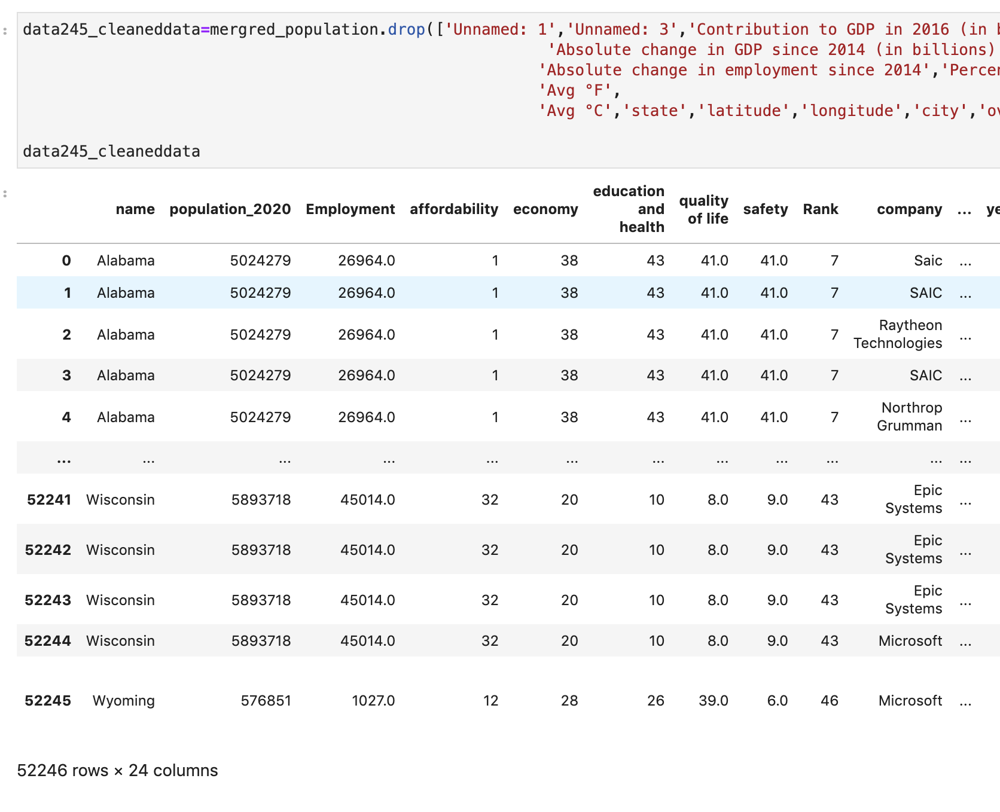 data245_cleaneddata=mergred_population.drop(['Unnamed: 1','Unnamed: 3','Contribution to GDP in 2016 (in
'Absolute change in GDP since 2014 (in billions)
'Absolute change in employment since 2014','Percen
'Avg °F',
'Avg °C','state','latitude','longitude','city','ov
data245_cleaneddata
name population_2020 Employment affordability economy education and health quality of life safety Rank company ... ye
0 Alabama 5024279 26964.0 1 38 43 41.0 41.0 7 Saic ...
1 Alabama 5024279 26964.0 1 38 43 41.0 41.0 7 SAIC ...
2 Alabama 5024279 26964.0 1 38 43 41.0 41.0 7 Raytheon Technologies ...
3 Alabama 5024279 26964.0 1 38 43 41.0 41.0 7 SAIC ...
4 Alabama 5024279 26964.0 1 38 43 41.0 41.0 7 Northrop Grumman ...
... ... ... ... ... ... ... ... ... ... ... ...
52241 Wisconsin 5893718 45014.0 32 20 10 8.0 9.0 43 Epic Systems ...
52242 Wisconsin 5893718 45014.0 32 20 10 8.0 9.0 43 Epic Systems ...
52243 Wisconsin 5893718 45014.0 32 20 10 8.0 9.0 43 Epic Systems ...
52244 Wisconsin 5893718 45014.0 32 20 10 8.0 9.0 43 Microsoft ...
52245 Wyoming 576851 1027.0 12 28 26 39.0 6.0 46 Microsoft ...
52246 rows × 24 columns